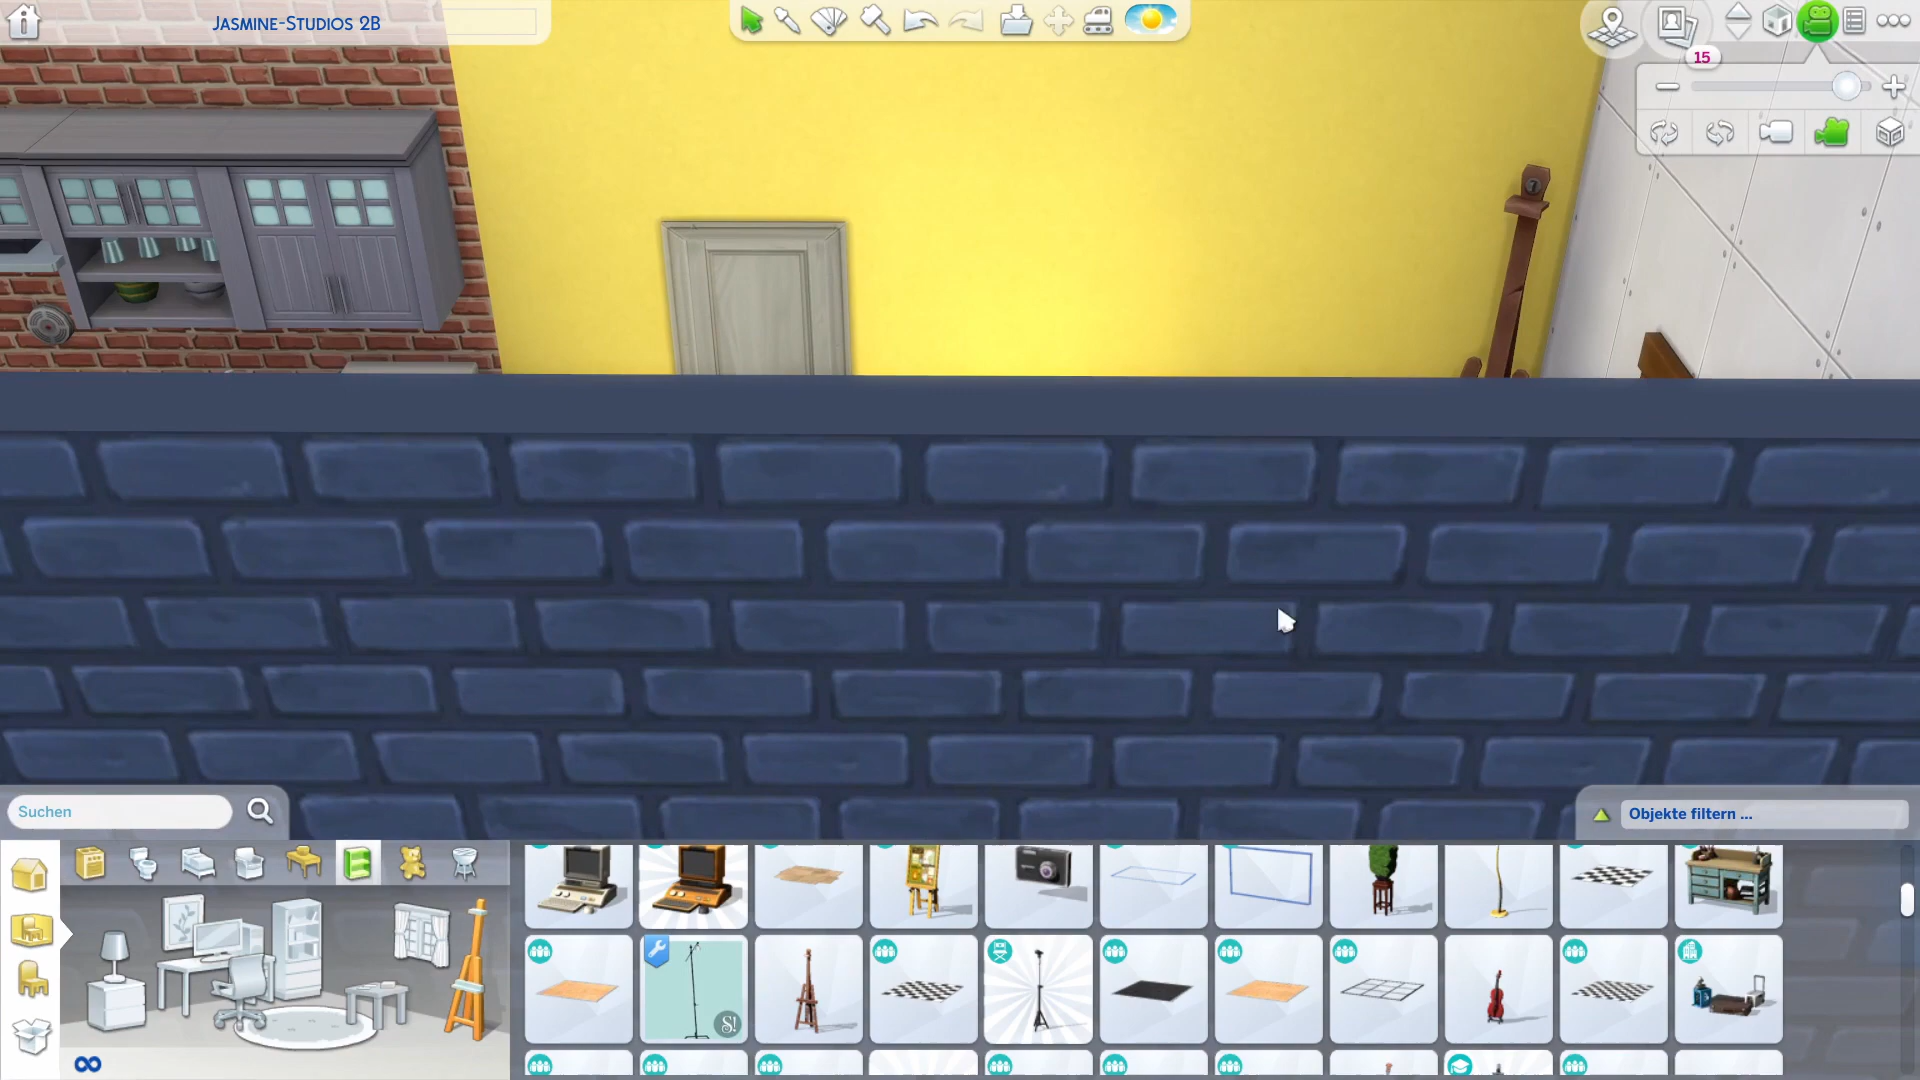 JASMINE-STUDIOS 2B
15
Suchen
Objekte filtern ...
S!